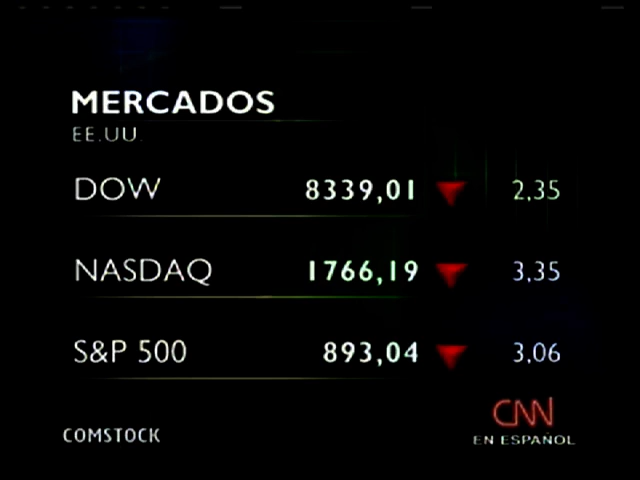 MERCADOS
EE.UU.
DOW 8339,01 2,35
NASDAQ 1766,19 3,35
S&P 500 893,04 3,06
CNN
EN ESPAÑOL
COMSTOCK